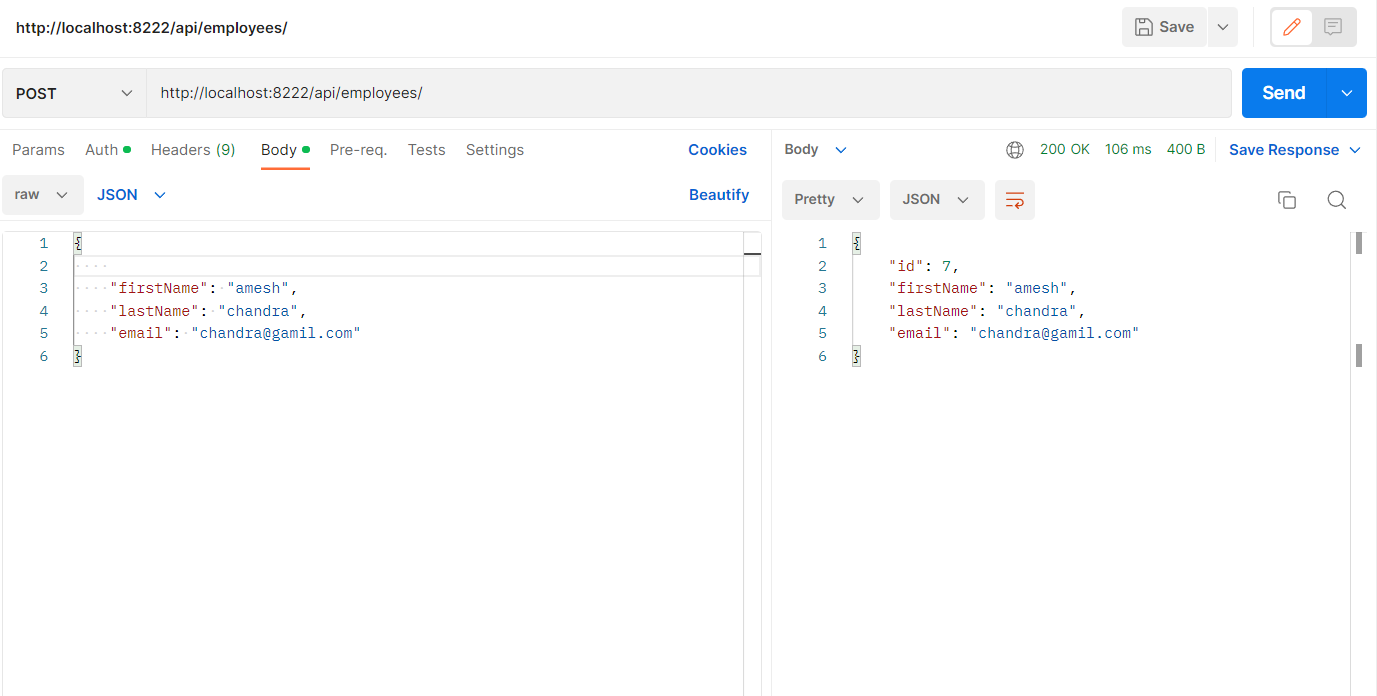 http://localhost:8222/api/employees/
Save
POST
http://localhost:8222/api/employees/
Send
Params Auth Headers (9) Body Pre-req. Tests Settings Cookies
raw JSON Beautify
1 {
2
3 "firstName": "amesh",
4 "lastName": "chandra",
5 "email": "chandra@gamil.com"
6 }
Body 200 OK 106 ms 400 B Save Response
Pretty JSON
1 {
2 "id": 7,
3 "firstName": "amesh",
4 "lastName": "chandra",
5 "email": "chandra@gamil.com"
6 }